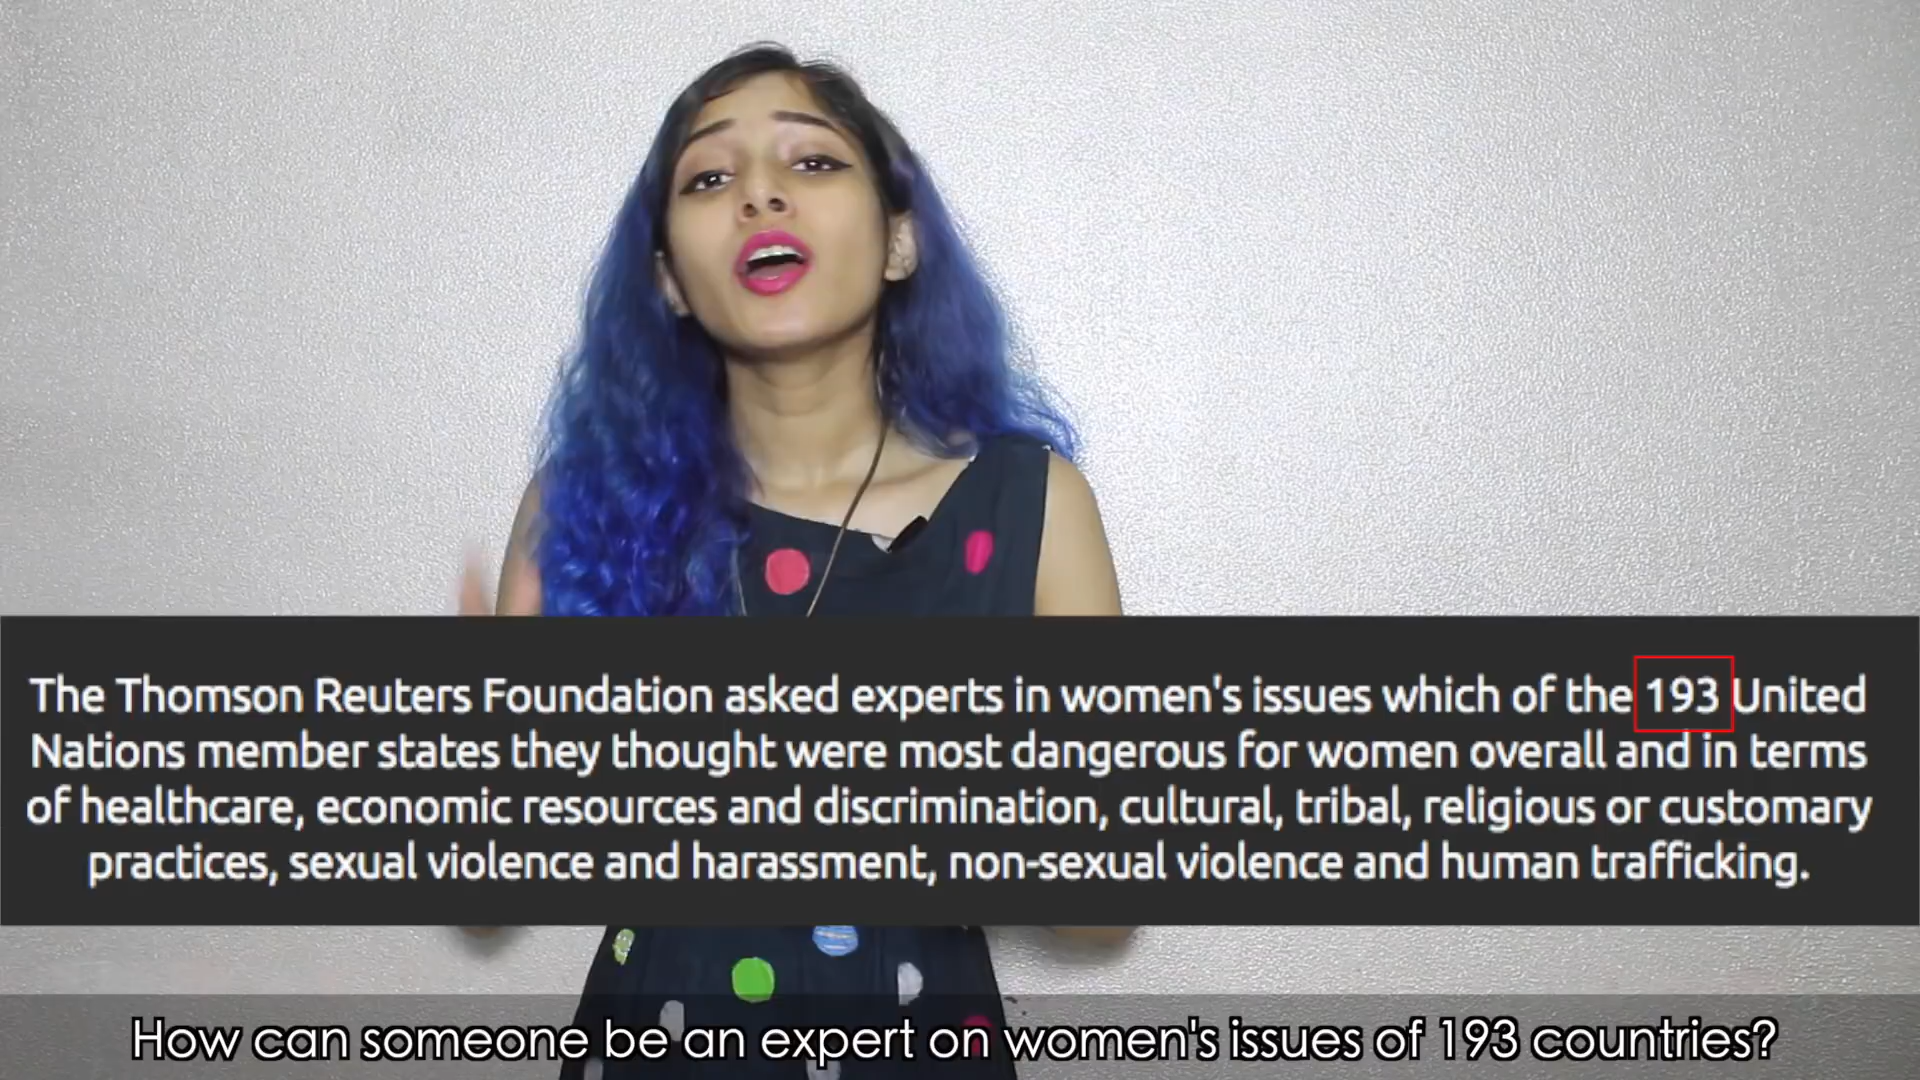 The Thomson Reuters Foundation asked experts in women's issues which of the 193 United
Nations member states they thought were most dangerous for women overall and in terms
of healthcare, economic resources and discrimination, cultural, tribal, religious or customary
practices, sexual violence and harassment, non-sexual violence and human trafficking.
How can someone be an expert on women's issues of 193 countries?